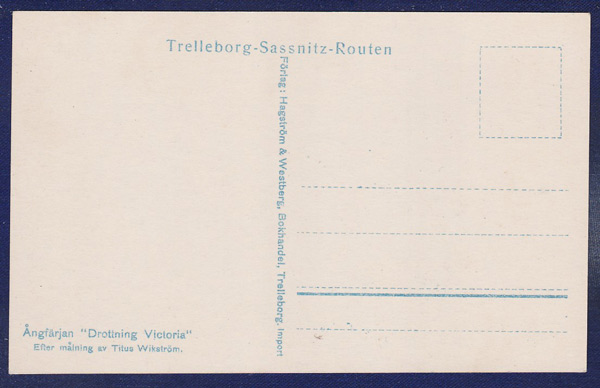 Trelleborg-Sassnitz-Routen
Förlag: Hagström & Westberg, Bokhandel, Trelleborg. Import
Ångfärjan "Drottning Victoria"
Efter målning av Titus Wikström.